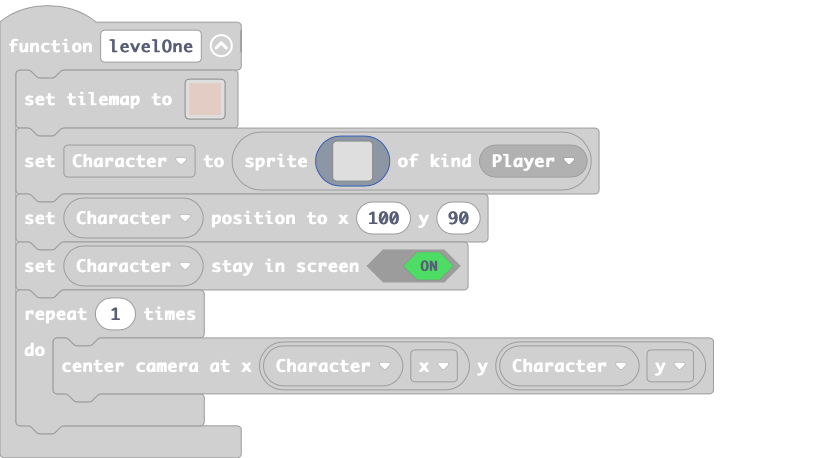 function levelOne
set tilemap to
set Character to sprite of kind Player
set Character position to x 100 y 90
set Character stay in screen ON
repeat 1 times
do
center camera at x Character x y Character y